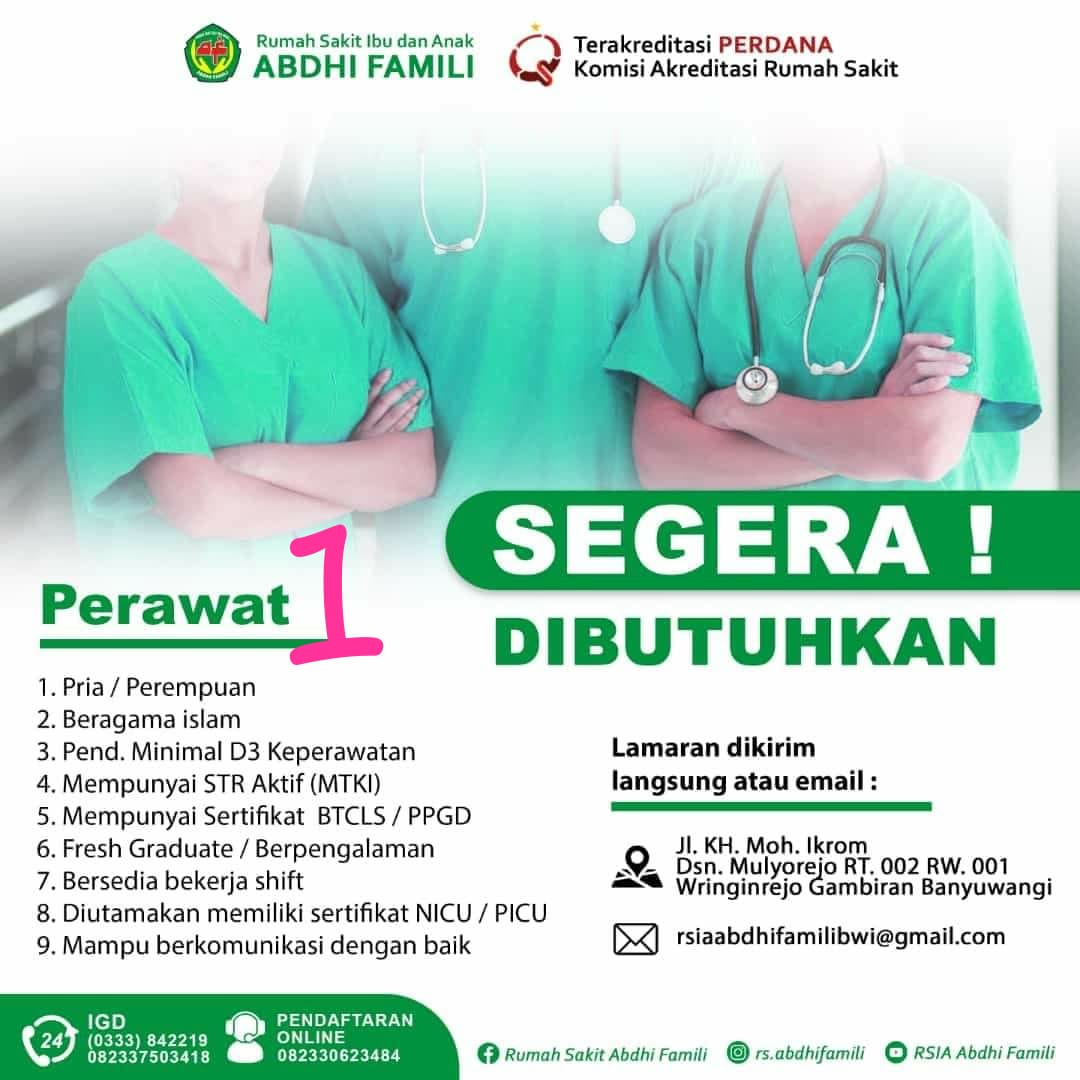 Rumah Sakit Ibu dan Anak
ABDHI FAMILI
Terakreditasi PERDANA
Komisi Akreditasi Rumah Sakit
SEGERA !
DIBUTUHKAN
Perawat 1
1. Pria / Perempuan
2. Beragama islam
3. Pend. Minimal D3 Keperawatan
4. Mempunyai STR Aktif (MTKI)
5. Mempunyai Sertifikat BTCLS / PPGD
6. Fresh Graduate / Berpengalaman
7. Bersedia bekerja shift
8. Diutamakan memiliki sertifikat NICU / PICU
9. Mampu berkomunikasi dengan baik
Lamaran dikirim
langsung atau email :
Jl. KH. Moh. Ikrom
Dsn. Mulyorejo RT. 002 RW. 001
Wringinrejo Gambiran Banyuwangi
rsiaabdhifamilibwi@gmail.com
24
IGD
(0333) 842219
082337503418
PENDAFTARAN
ONLINE
082330623484
Rumah Sakit Abdhi Famili
rs.abdhifamili
RSIA Abdhi Famili